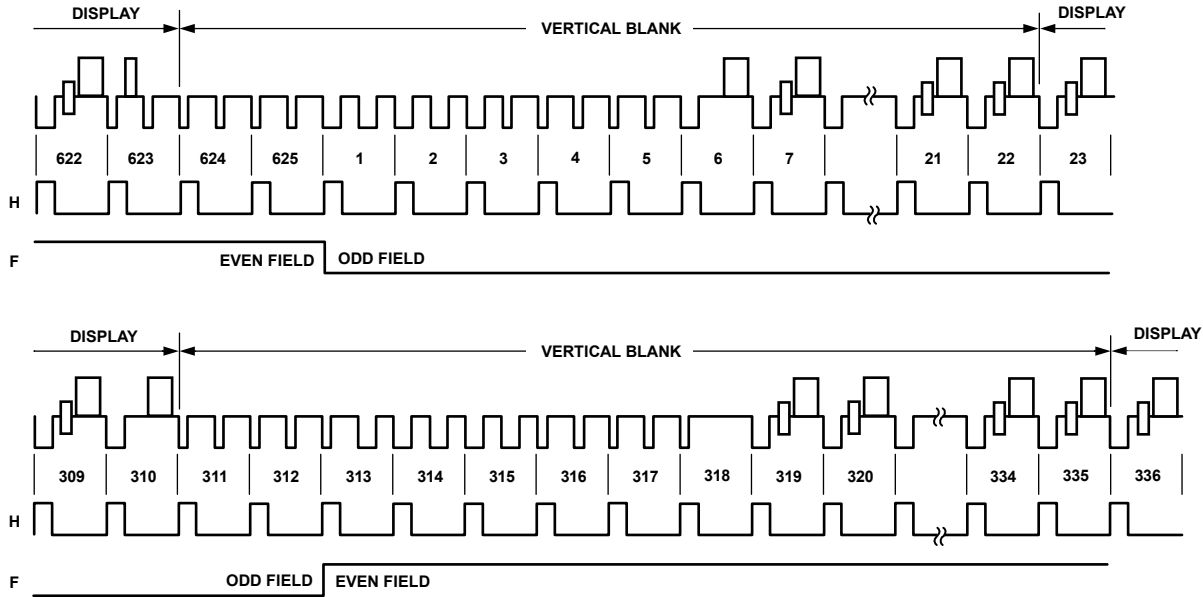 DISPLAY VERTICAL BLANK DISPLAY
622 623 624 625 1 2 3 4 5 6 7 21 22 23
H
F EVEN FIELD ODD FIELD
DISPLAY VERTICAL BLANK DISPLAY
309 310 311 312 313 314 315 316 317 318 319 320 334 335 336
H
F ODD FIELD EVEN FIELD